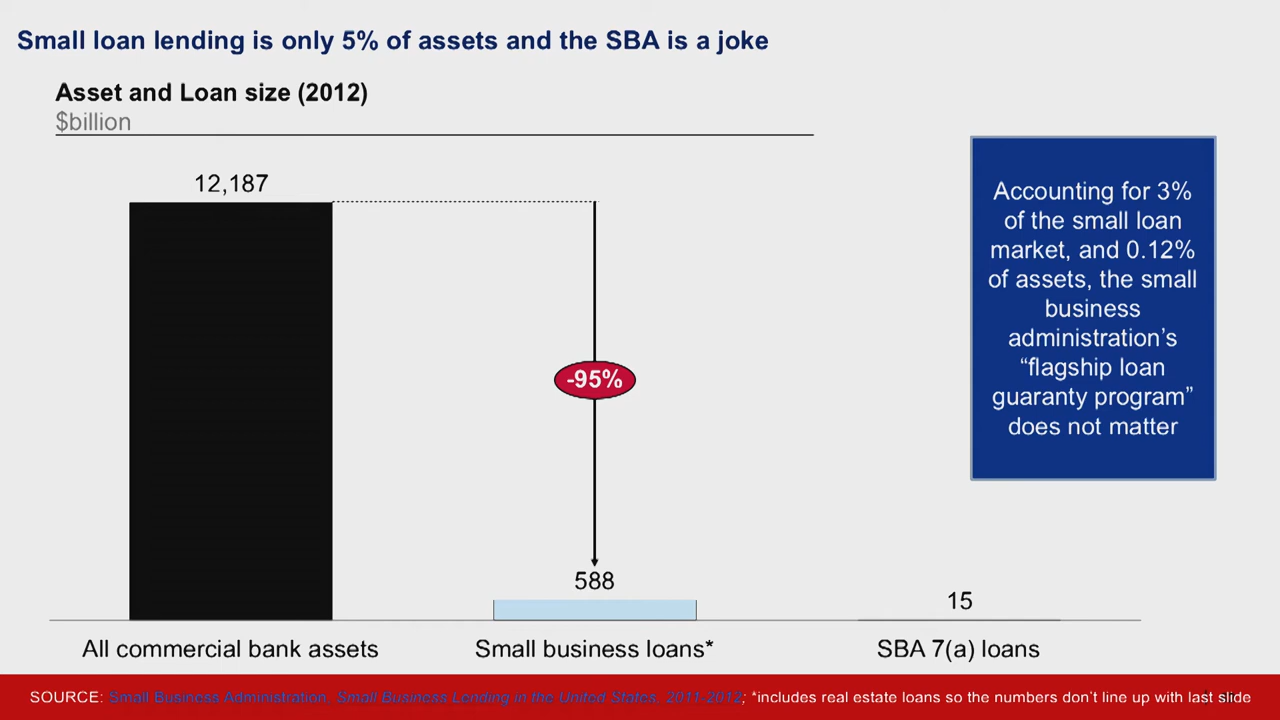 Small loan lending is only 5% of assets and the SBA is a joke
Asset and Loan size (2012)
$billion
12,187
-95%
588
15
All commercial bank assets
Small business loans*
SBA 7(a) loans
Accounting for 3%
of the small loan
market, and 0.12%
of assets, the small
business
administration’s
“flagship loan
guaranty program”
does not matter
SOURCE: Small Business Administration, Small Business Lending in the United States, 2011-2012; *includes real estate loans so the numbers don’t line up with last slide